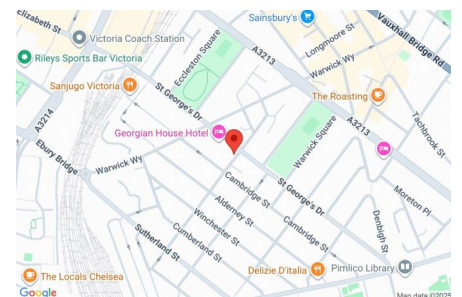 Elizabeth St
Sainsbury's
Longmoore St
Vauxhall Bridge Rd
Victoria Coach Station
A3213
Eccleston Square
Rileys Sports Bar Victoria
Warwick Wy
Sanjugo Victoria
The Roasting
A3214
St George's Dr
A3213
Tachbrook St
Georgian House Hotel
Ebury Bridge
Warwick Square
Warwick Wy
Cambridge St
St George's Dr
Moreton Pl
Alderney St
Denbigh St
Winchester St
Cambridge St
Cumberland St
Sutherland St
Delizie D'italia
Pimlico Library
The Locals Chelsea
Google
Map data ©2025